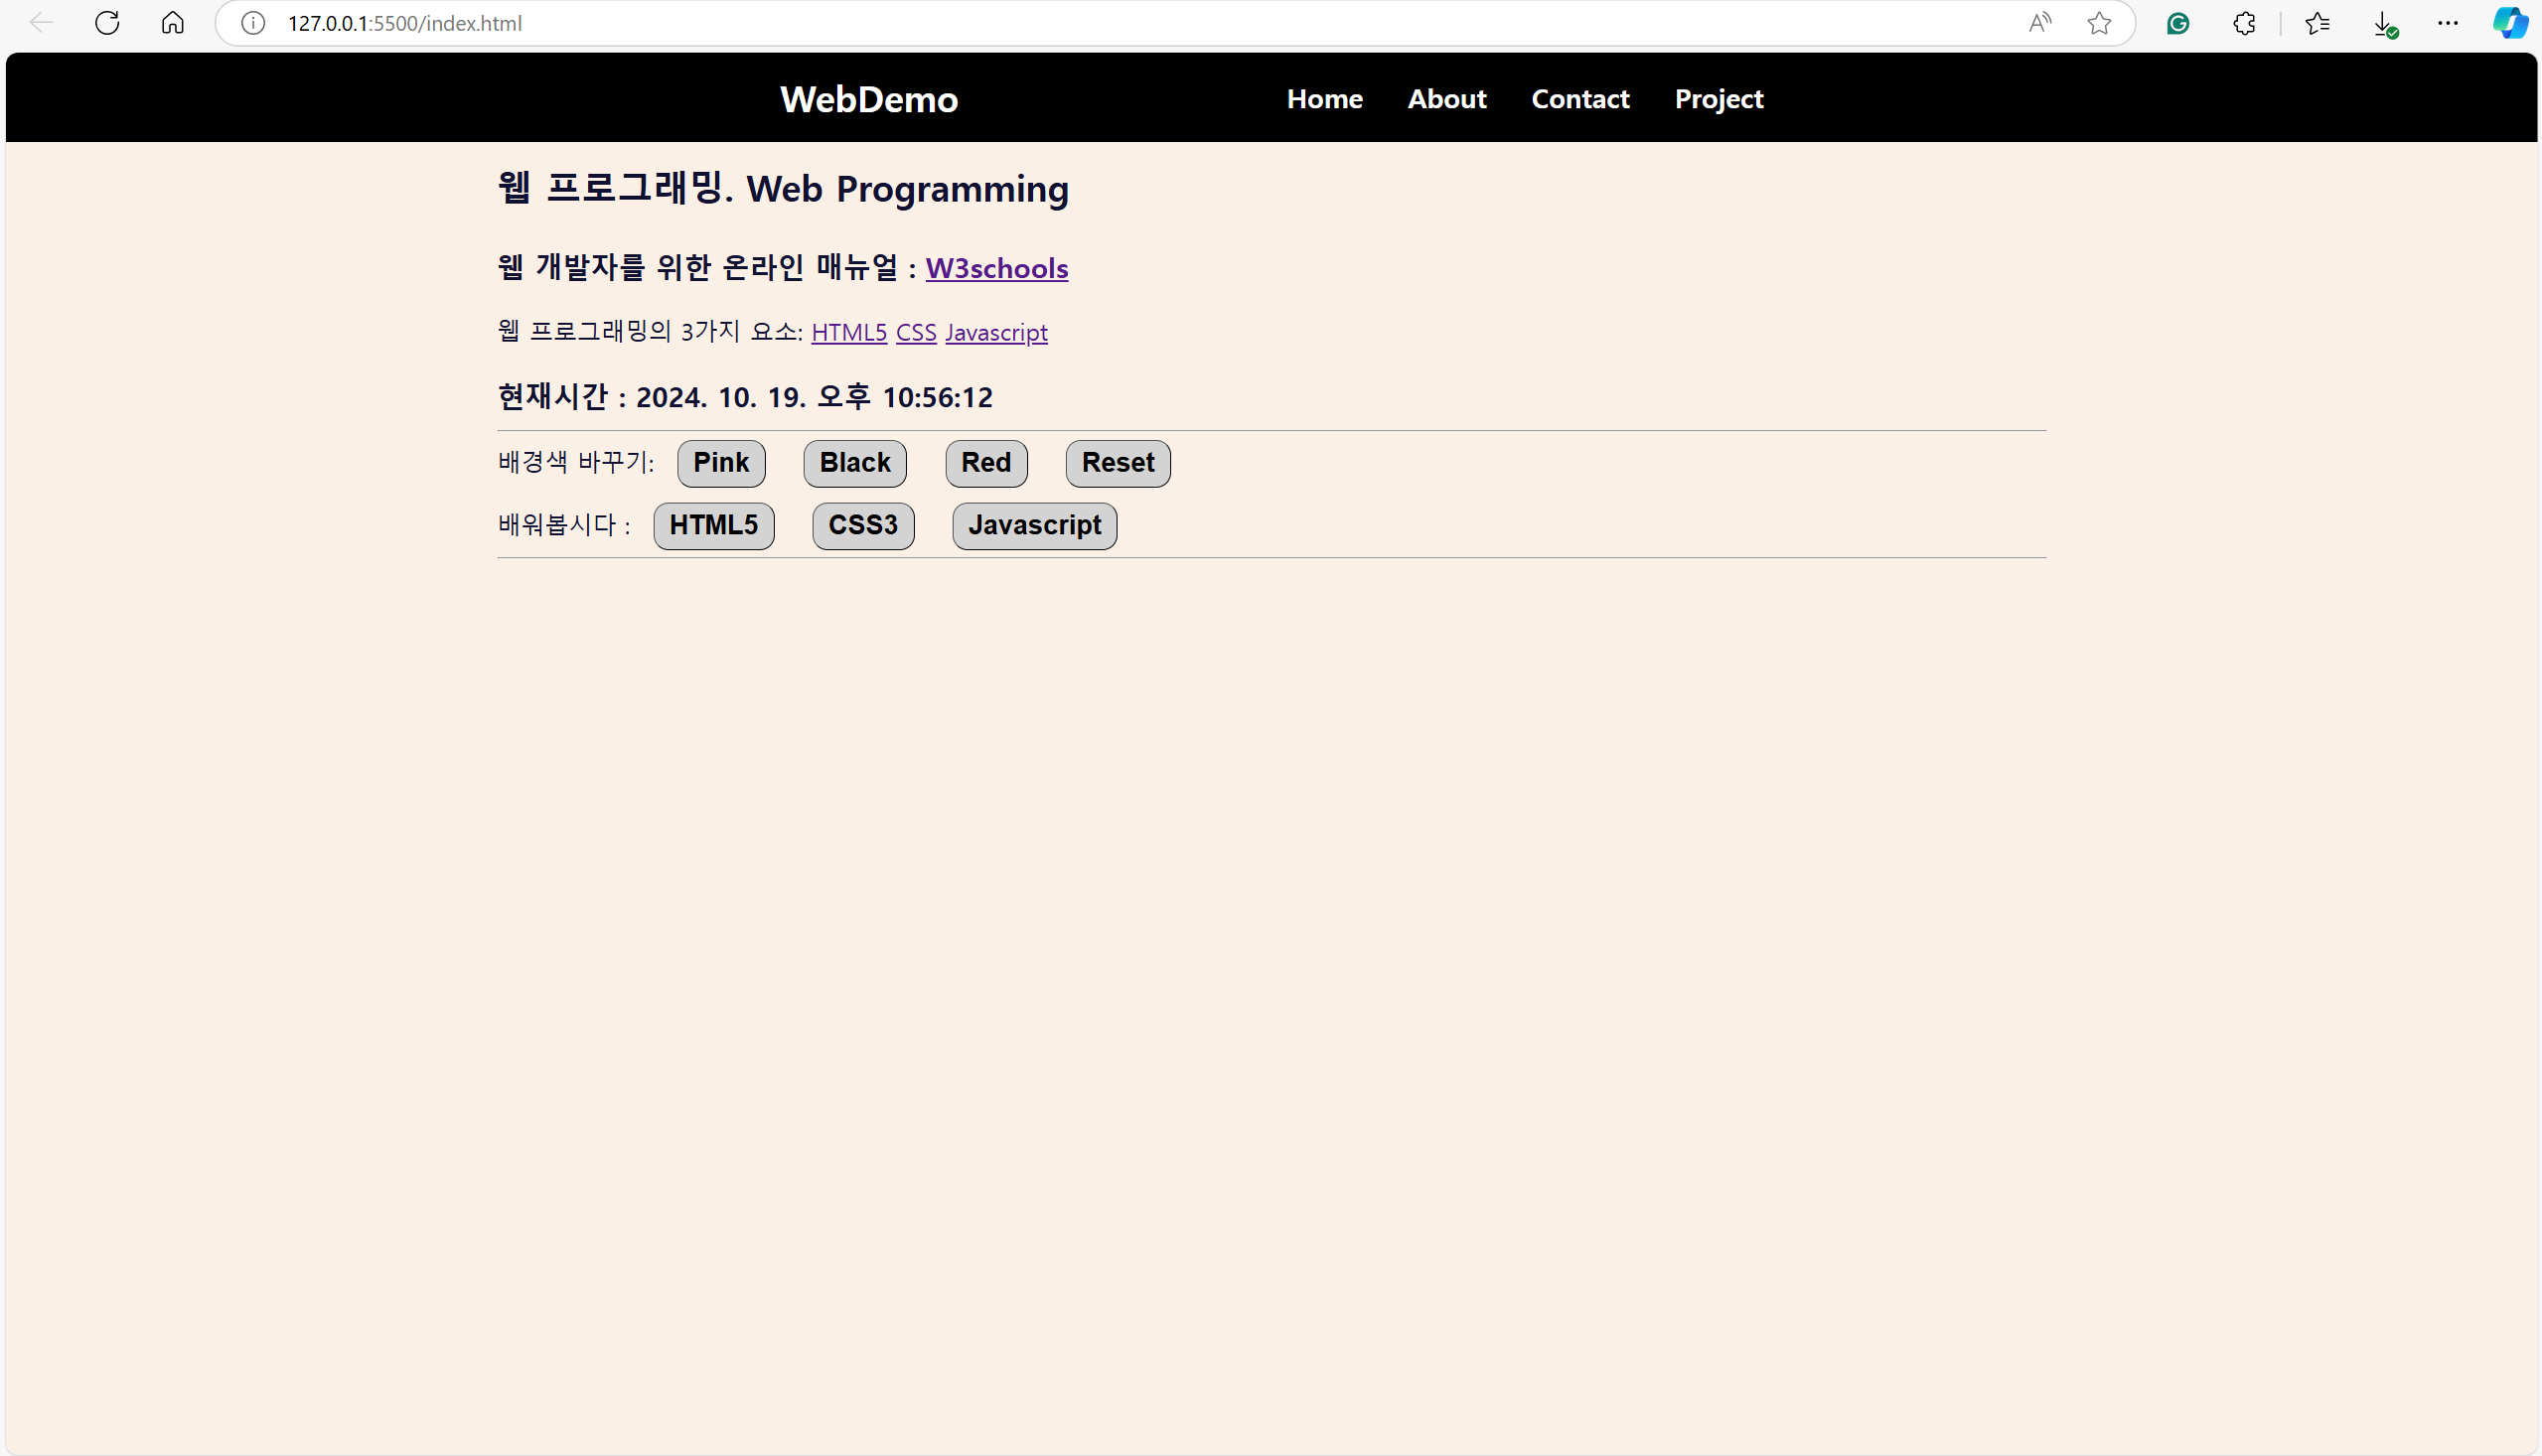 127.0.0.1:5500/index.html
WebDemo Home About Contact Project
웹 프로그래밍. Web Programming
웹 개발자를 위한 온라인 매뉴얼 : W3schools
웹 프로그래밍의 3가지 요소: HTML5 CSS Javascript
현재시간 : 2024. 10. 19. 오후 10:56:12
배경색 바꾸기: Pink Black Red Reset
배워봅시다 : HTML5 CSS3 Javascript